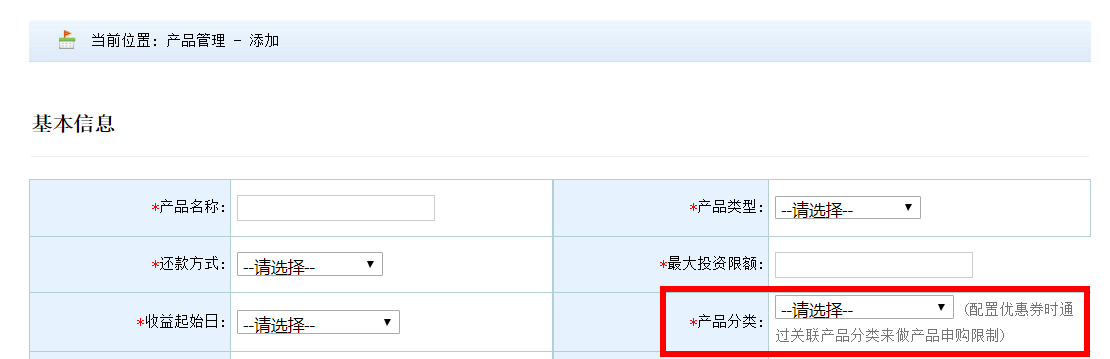 当前位置: 产品管理 - 添加
基本信息
*产品名称:
*产品类型: --请选择--
*还款方式: --请选择--
*最大投资限额:
*收益起始日: --请选择--
*产品分类: --请选择-- (配置优惠券时通
过关联产品分类来做产品申购限制)